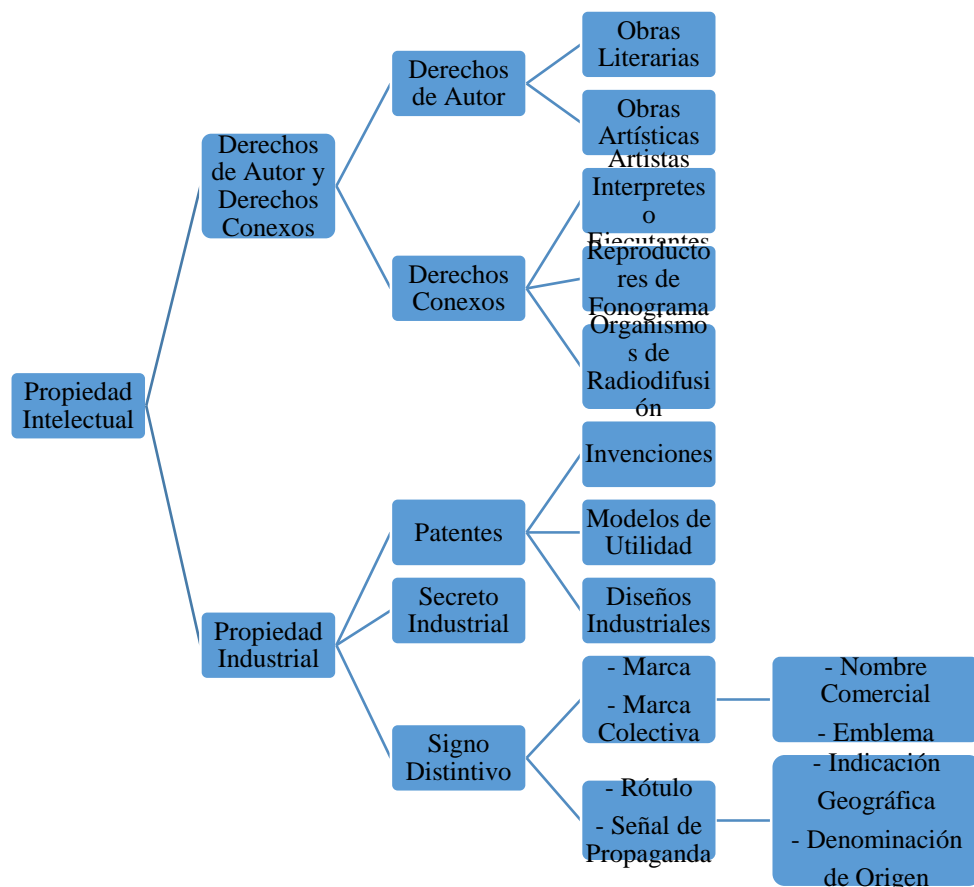 Propiedad
Intelectual
Derechos
de Autor y
Derechos
Conexos
Derechos
de Autor
Obras
Literarias
Obras
Artísticas
Derechos
Conexos
Artistas
Interpretes
o
Ejecutantes
Reproducto
res de
Fonograma
Organismo
s de
Radiodifusi
ón
Propiedad
Industrial
Patentes
Invenciones
Modelos de
Utilidad
Diseños
Industriales
Secreto
Industrial
Signo
Distintivo
- Marca
- Marca
Colectiva
- Nombre
Comercial
- Emblema
- Rótulo
- Señal de
Propaganda
- Indicación
Geográfica
- Denominación
de Origen